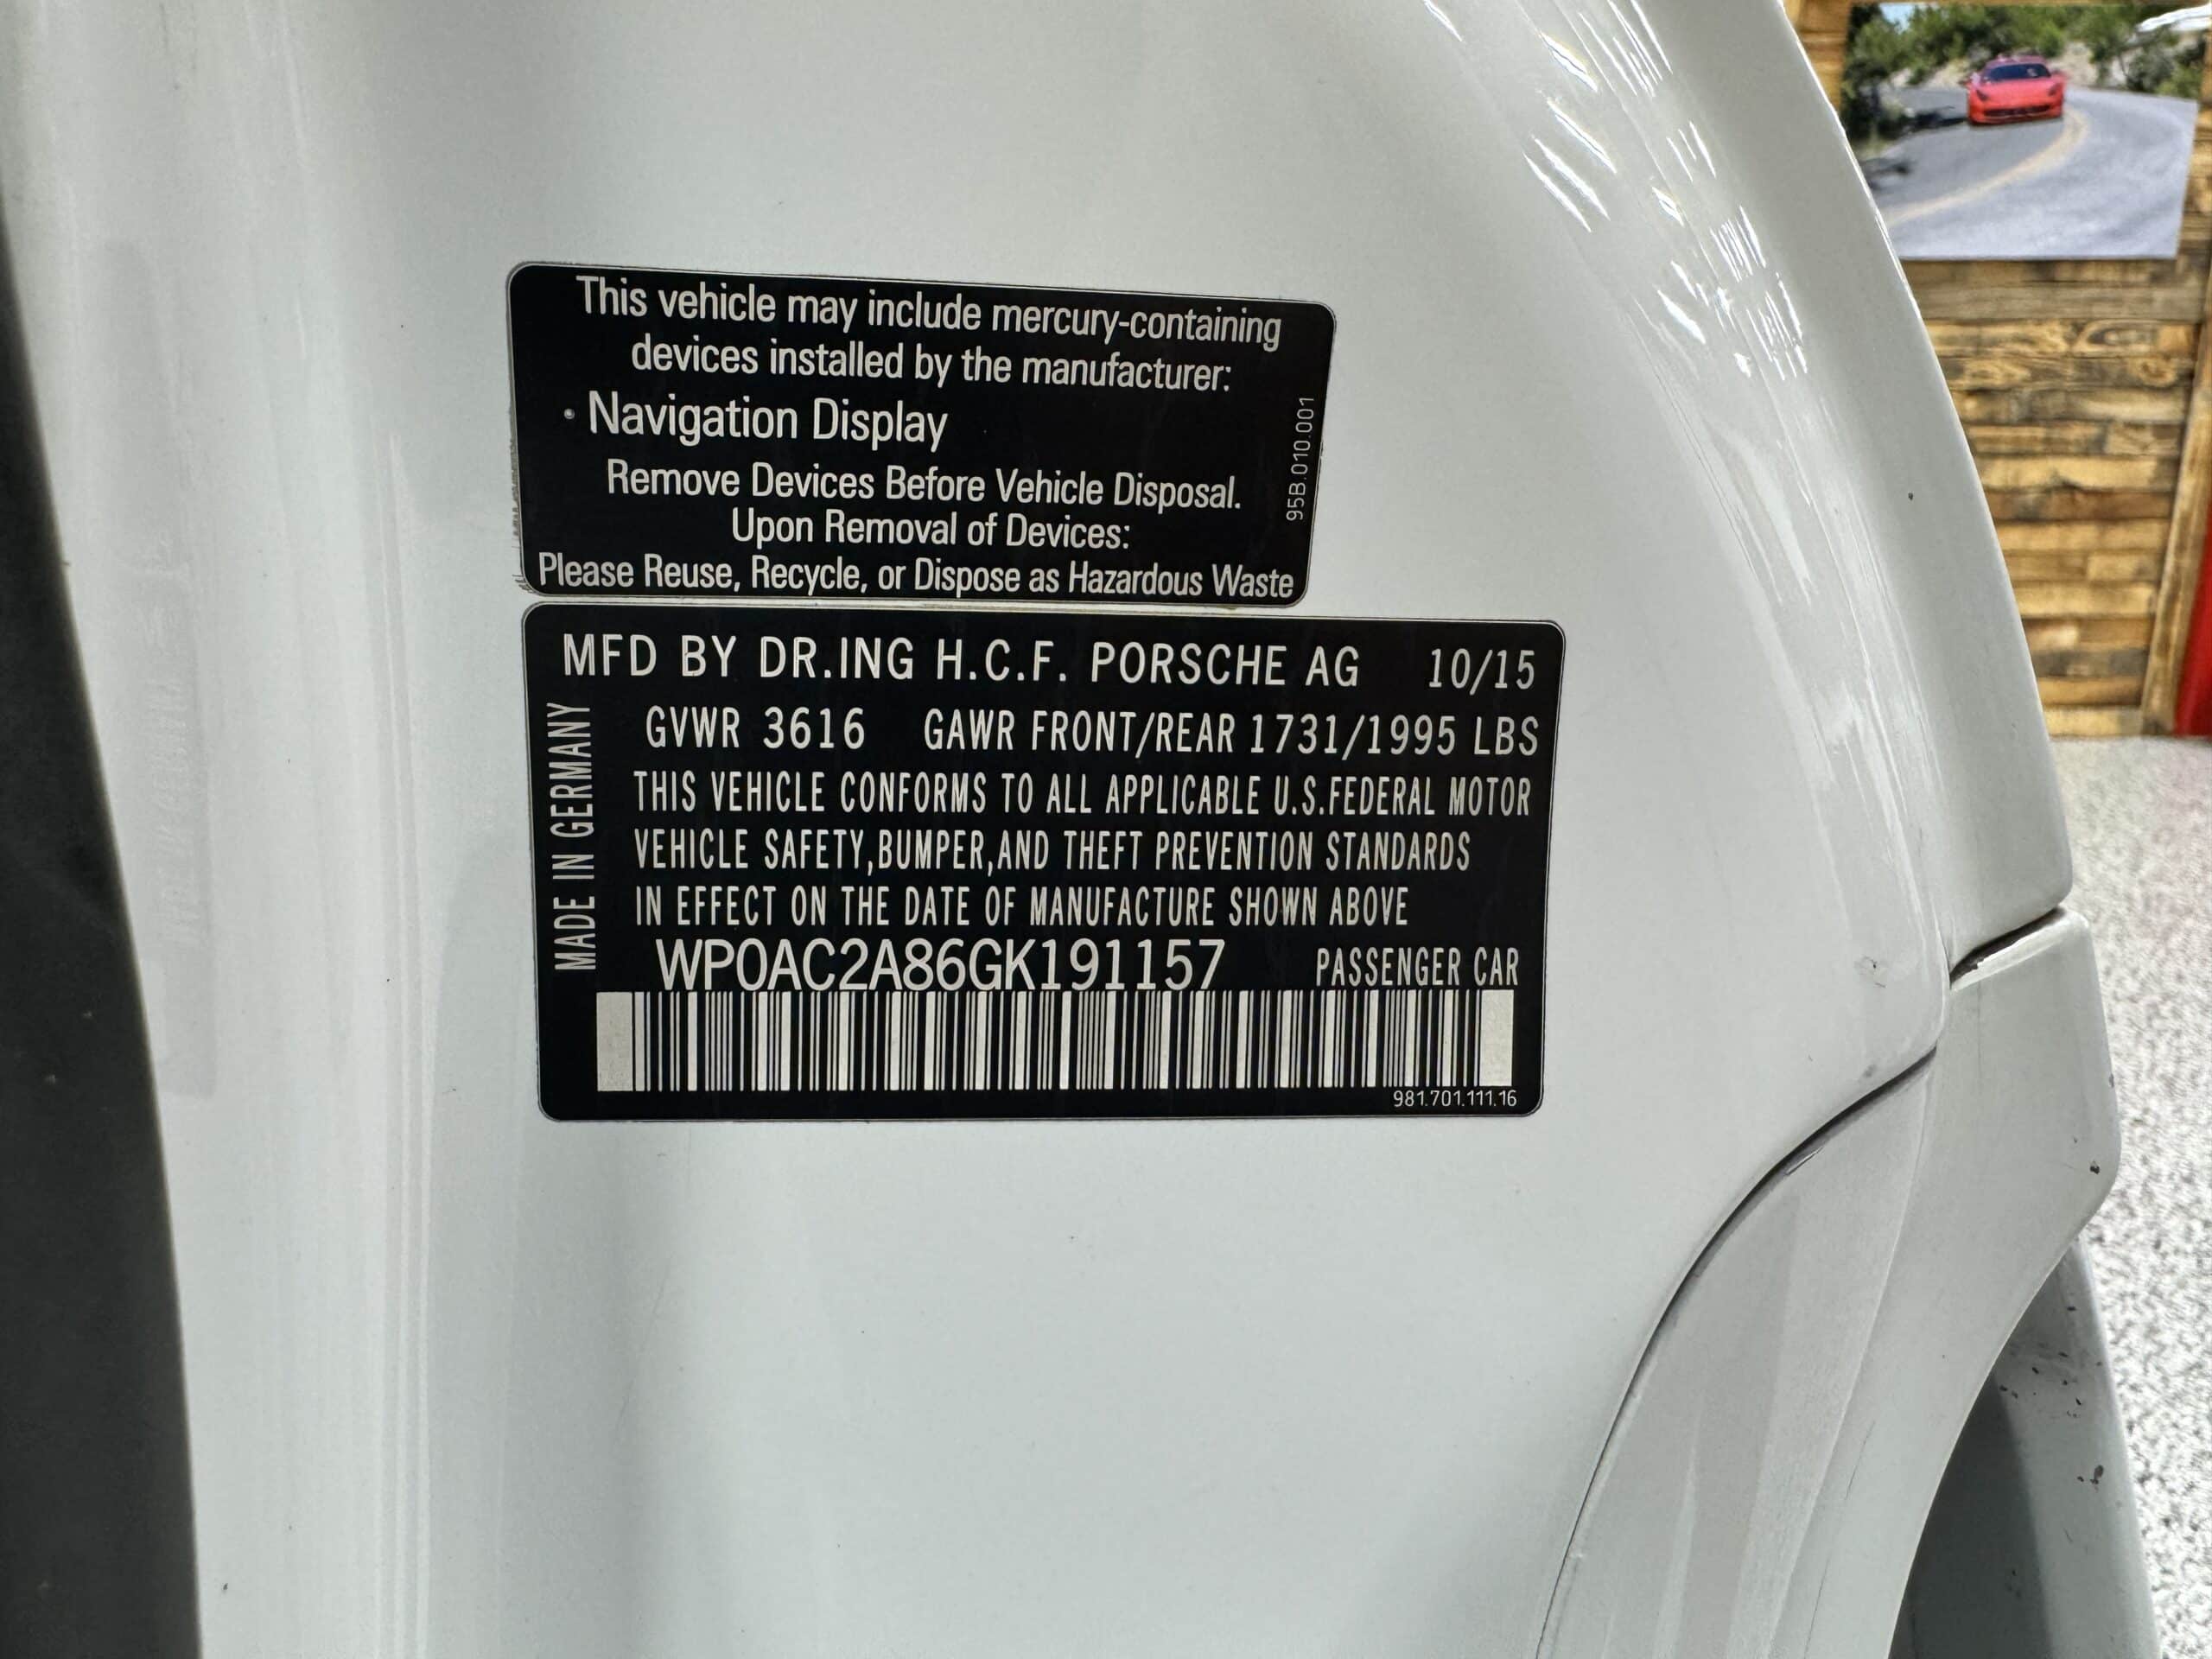 This vehicle may include mercury-containing
devices installed by the manufacturer:
• Navigation Display
Remove Devices Before Vehicle Disposal.
Upon Removal of Devices:
Please Reuse, Recycle, or Dispose as Hazardous Waste
95B.010.001
MFD BY DR.ING H.C.F. PORSCHE AG 10/15
GVWR 3616 GAWR FRONT/REAR 1731/1995 LBS
THIS VEHICLE CONFORMS TO ALL APPLICABLE U.S.FEDERAL MOTOR
VEHICLE SAFETY,BUMPER,AND THEFT PREVENTION STANDARDS
IN EFFECT ON THE DATE OF MANUFACTURE SHOWN ABOVE
WP0AC2A86GK191157 PASSENGER CAR
MADE IN GERMANY
981.701.111.16